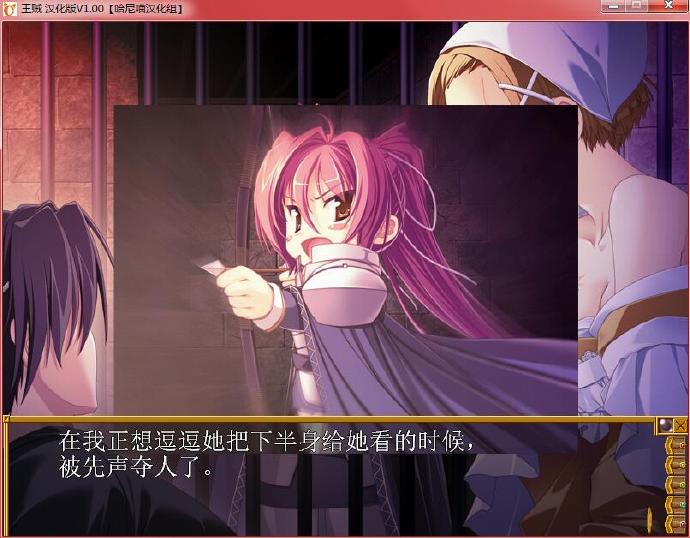 王贼 汉化版V1.00【哈尼喵汉化组】
在我正想逗逗她把下半身给她看的时候，
被先声夺人了。